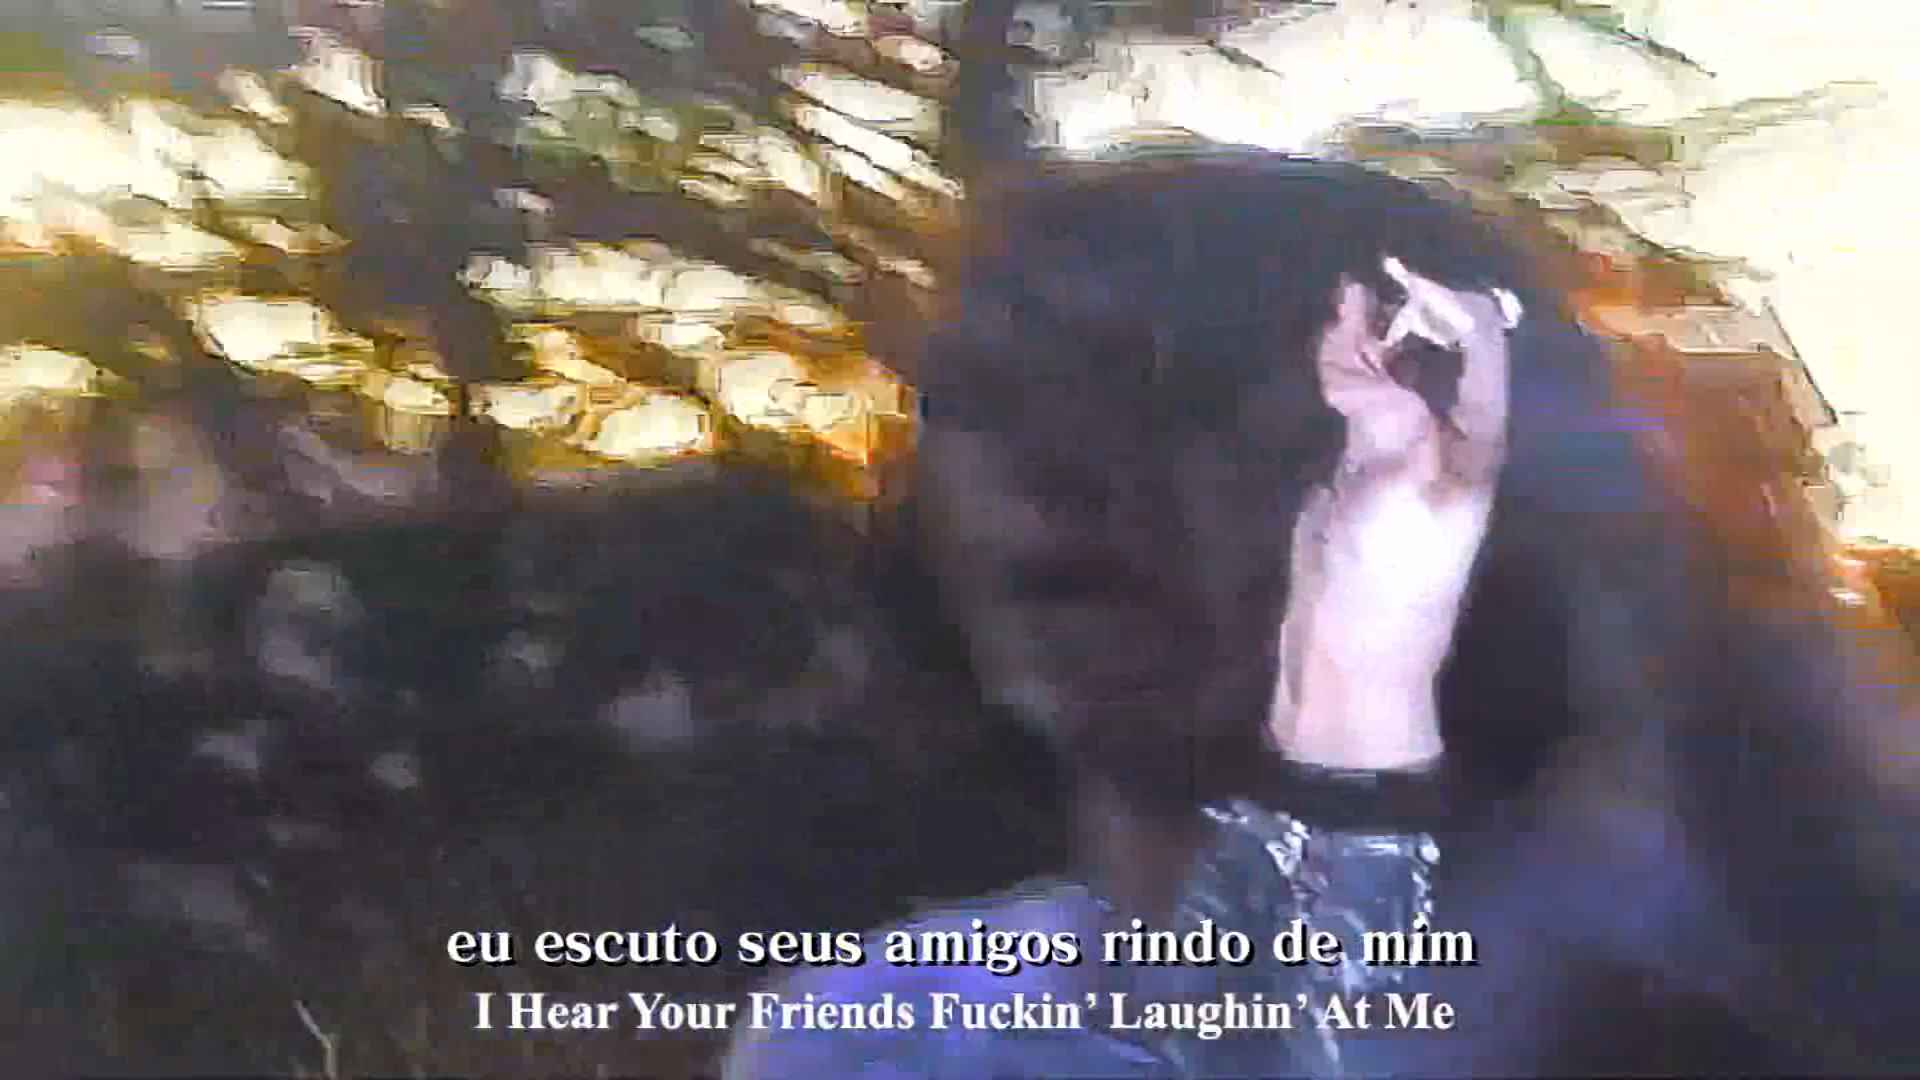 eu escuto seus amigos rindo de mim
I Hear Your Friends Fuckin’ Laughin’ At Me